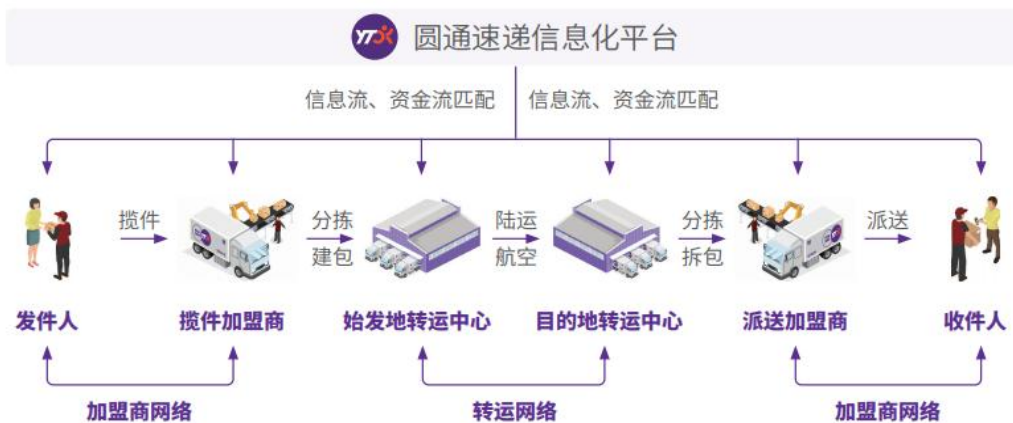 YTO 圆通速递信息化平台
信息流、资金流匹配 信息流、资金流匹配
揽件 分拣 陆运 分拣 派送
建包 航空 拆包
发件人 揽件加盟商 始发地转运中心 目的地转运中心 派送加盟商 收件人
加盟商网络 转运网络 加盟商网络